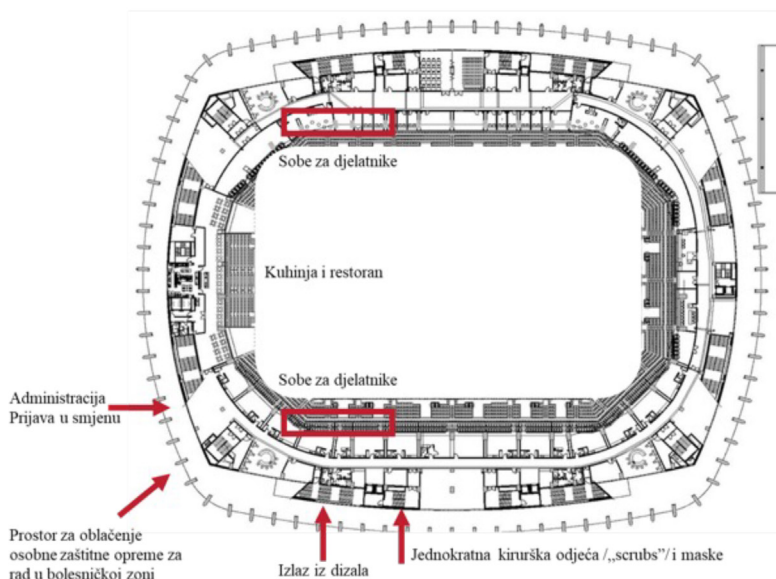 Sobe za djelatnike
Kuhinja i restoran
Sobe za djelatnike
Administracija
Prijava u smjenu
Prostor za oblačenje
osobne zaštitne opreme za
rad u bolesničkoj zoni
Izlaz iz dizala
Jednokratna kirurška odjeća /„scrubs”/ i maske